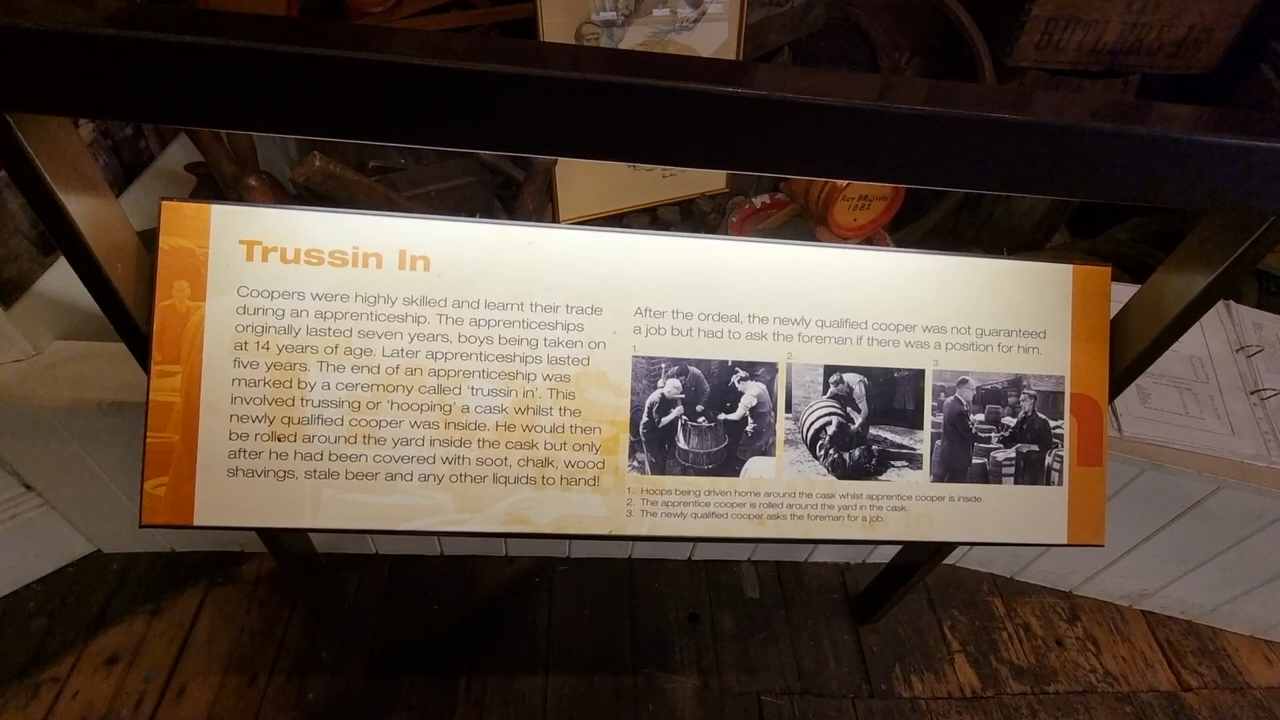 BUTLERS
Roy BROWN
1982
Trussin In
Coopers were highly skilled and learnt their trade
during an apprenticeship. The apprenticeships
originally lasted seven years, boys being taken on
at 14 years of age. Later apprenticeships lasted
five years. The end of an apprenticeship was
marked by a ceremony called ‘trussin in’. This
involved trussing or ‘hooping’ a cask whilst the
newly qualified cooper was inside. He would then
be rolled around the yard inside the cask but only
after he had been covered with soot, chalk, wood
shavings, stale beer and any other liquids to hand!
After the ordeal, the newly qualified cooper was not guaranteed
a job but had to ask the foreman if there was a position for him.
1.
2.
3.
1. Hoops being driven home around the cask whilst apprentice cooper is inside.
2. The apprentice cooper is rolled around the yard in the cask.
3. The newly qualified cooper asks the foreman for a job.